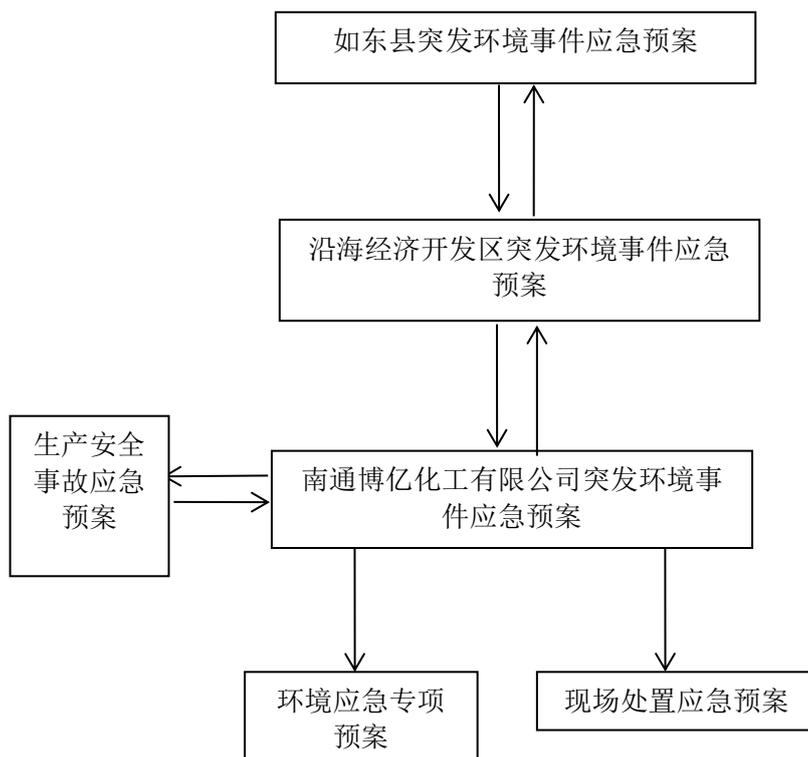 如东县突发环境事件应急预案
沿海经济开发区突发环境事件应急
预案
生产安全
事故应急
预案
南通博亿化工有限公司突发环境事
件应急预案
环境应急专项
预案
现场处置应急预案